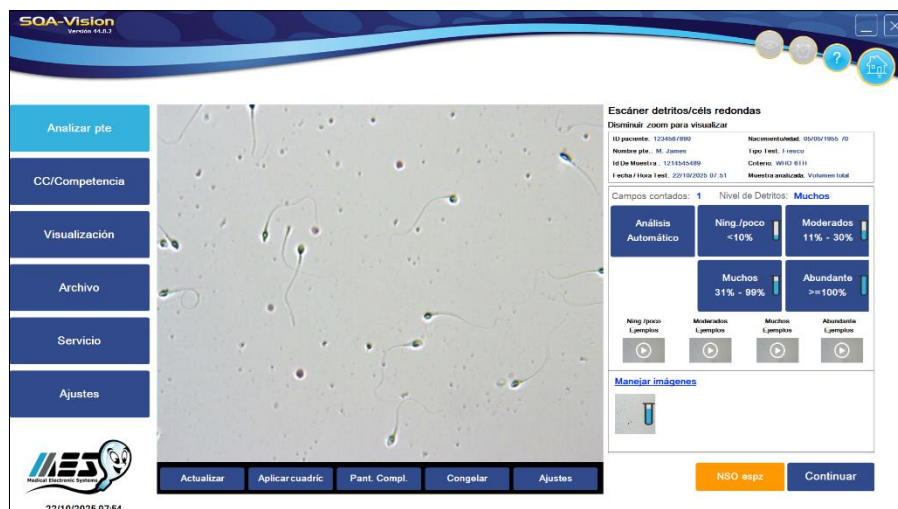 SQA-Vision
Versión 44.0.2
?
Analizar pte
CC/Competencia
Visualización
Archivo
Servicio
Ajustes
MES
Medical Electronic Systems
22/10/2025 07:54
Actualizar
Aplicar cuadríc
Pant. Compl.
Congelar
Ajustes
Escáner detritos/céls redondas
Disminuir zoom para visualizar
ID paciente: 1234567890 Nacimiento/edad: 05/05/1955 70
Nombre pte.: M. James Tipo Test: Fresco
Id De Muestra : 1214545489 Criterio: WHO 6TH
Fecha / Hora Test: 22/10/2025 07:51 Muestra analizada: Volumen total
Campos contados: 1 Nivel de Detritos: Muchos
Análisis Automático
Ning./poco <10%
Moderados 11% - 30%
Muchos 31% - 99%
Abundante >=100%
Ning /poco Ejemplos
Moderados Ejemplos
Muchos Ejemplos
Abundante Ejemplos
Manejar imágenes
NSO espz
Continuar